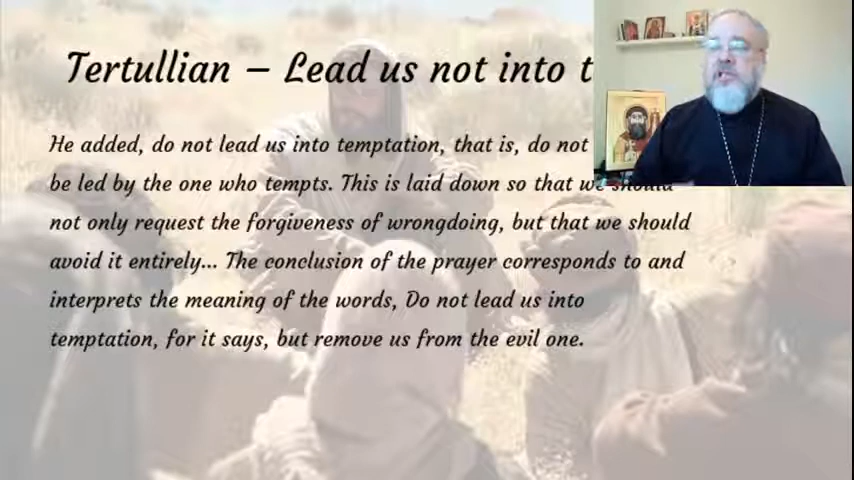 Tertullian – Lead us not into t
He added, do not lead us into temptation, that is, do not
be led by the one who tempts. This is laid down so that we should
not only request the forgiveness of wrongdoing, but that we should
avoid it entirely... The conclusion of the prayer corresponds to and
interprets the meaning of the words, Do not lead us into
temptation, for it says, but remove us from the evil one.